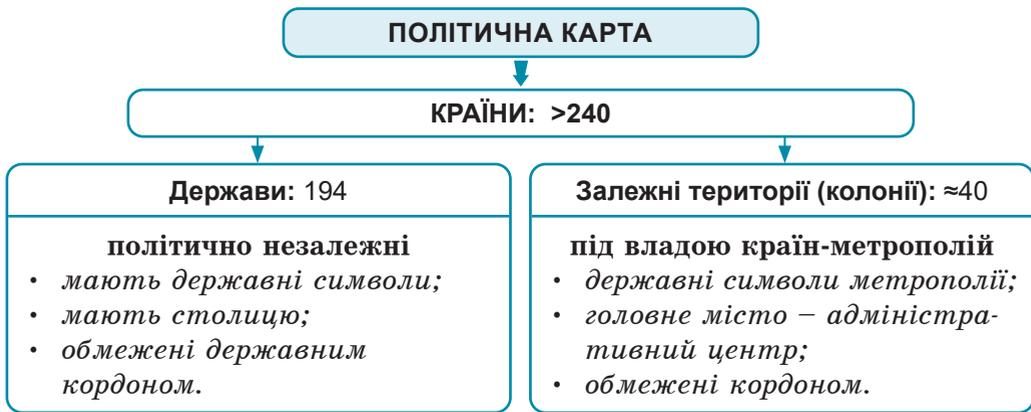 ПОЛІТИЧНА КАРТА
КРАЇНИ: >240
Держави: 194
політично незалежні
• мають державні символи;
• мають столицю;
• обмежені державним
кордоном.
Залежні території (колонії): ≈40
під владою країн-метрополій
• державні символи метрополії;
• головне місто – адміністра-
тивний центр;
• обмежені кордоном.